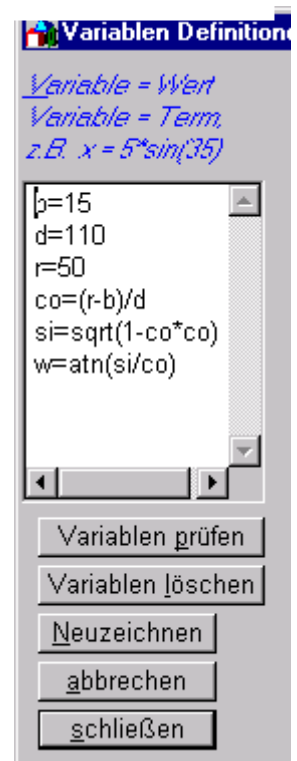 Variablen Definitione
Variable = Wert
Variable = Term,
z.B. x = 5*sin(35)
b=15
d=110
r=50
co=(r-b)/d
si=sqrt(1-co*co)
w=atn(si/co)
Variablen prüfen
Variablen löschen
Neuzeichnen
abbrechen
schließen